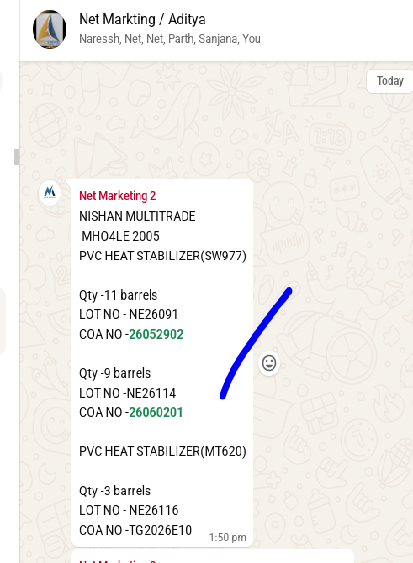 Net Markting / Aditya
Naressh, Net, Net, Parth, Sanjana, You
Today
Net Marketing 2
NISHAN MULTITRADE
MHO4LE 2005
PVC HEAT STABILIZER(SW977)
Qty -11 barrels
LOT NO - NE26091
COA NO -26052902
Qty -9 barrels
LOT NO -NE26114
COA NO -26060201
PVC HEAT STABILIZER(MT620)
Qty -3 barrels
LOT NO - NE26116
COA NO -TG2026E10
1:50 pm